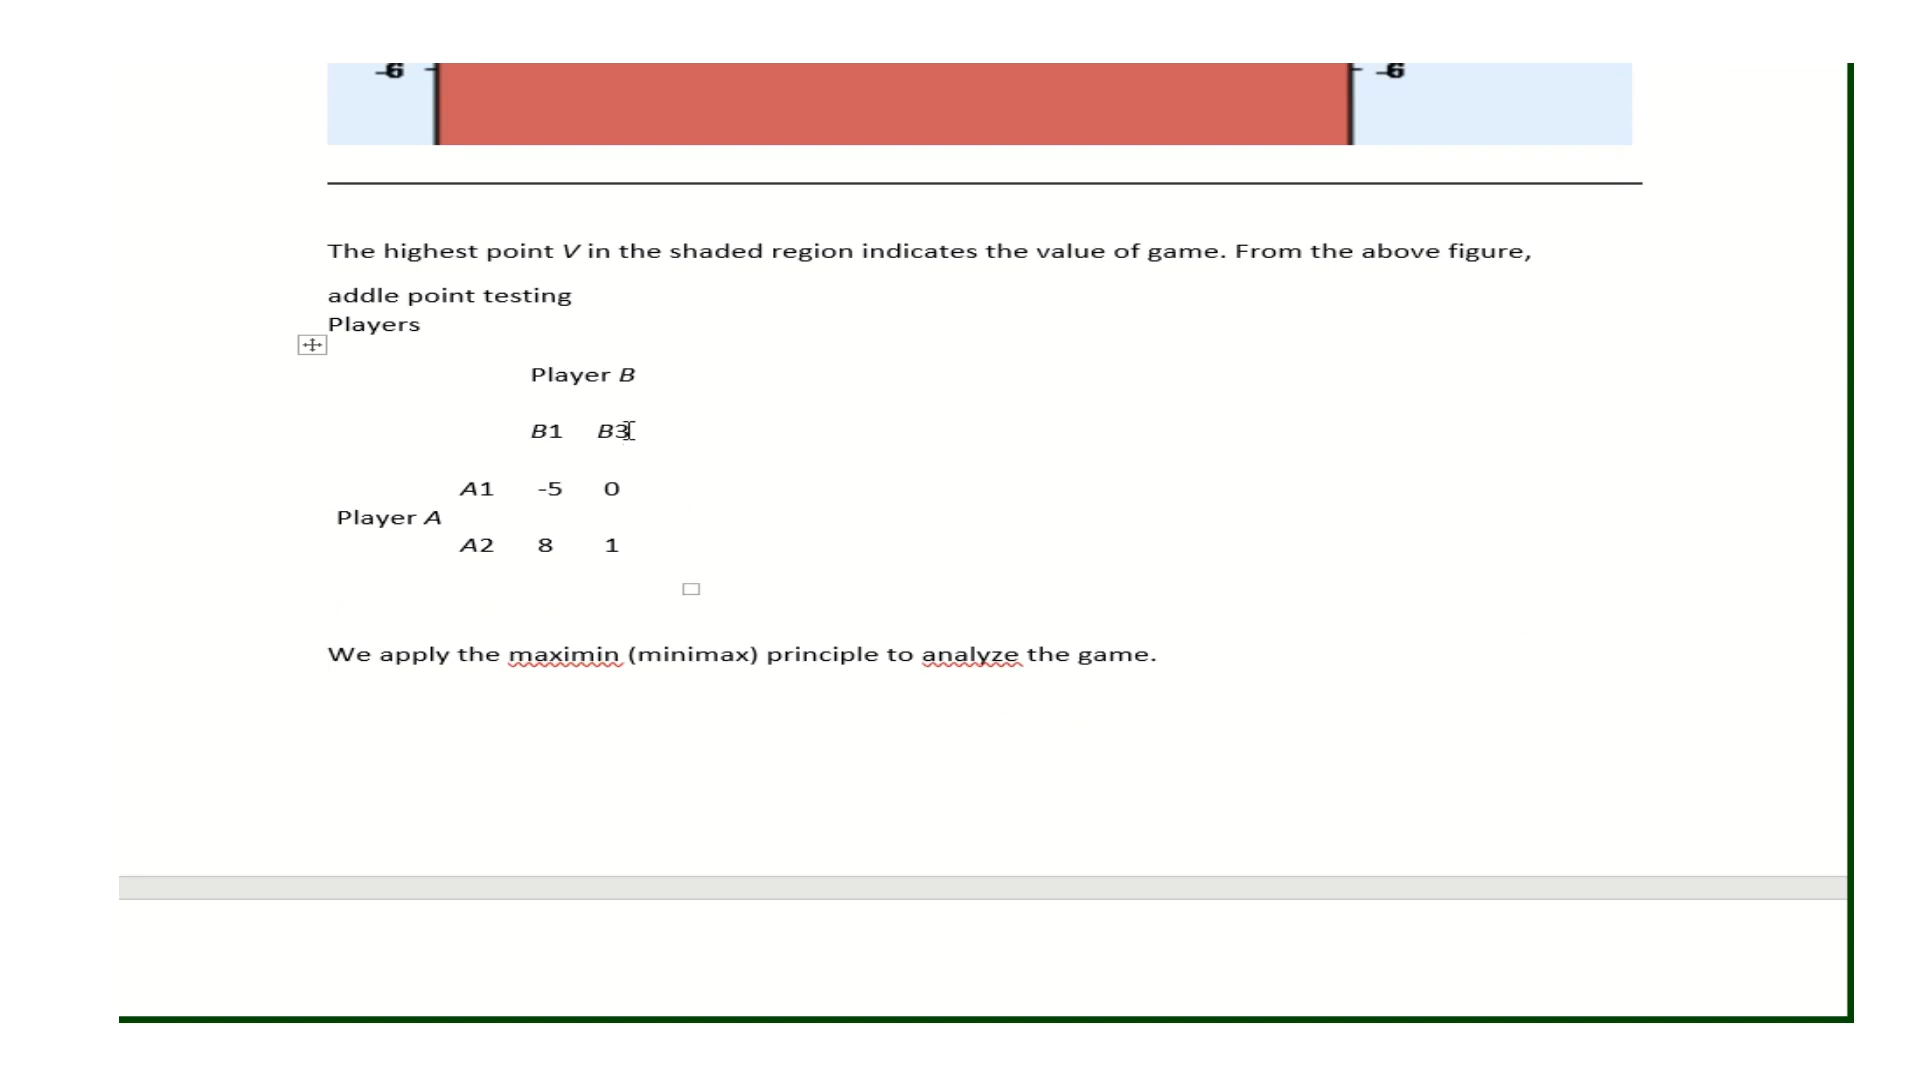 -6 -6
The highest point V in the shaded region indicates the value of game. From the above figure,
addle point testing
Players
Player B
B1 B3
A1 -5 0
Player A
A2 8 1
We apply the maximin (minimax) principle to analyze the game.